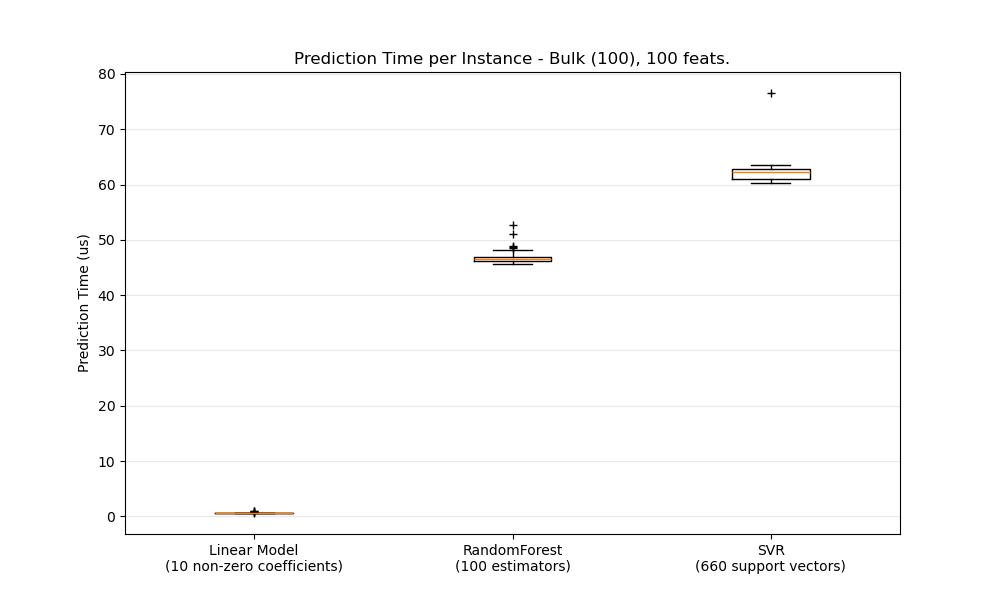 Prediction Time per Instance - Bulk (100), 100 feats.
Prediction Time (us)
80
70
60
50
40
30
20
10
0
Linear Model
(10 non-zero coefficients)
RandomForest
(100 estimators)
SVR
(660 support vectors)